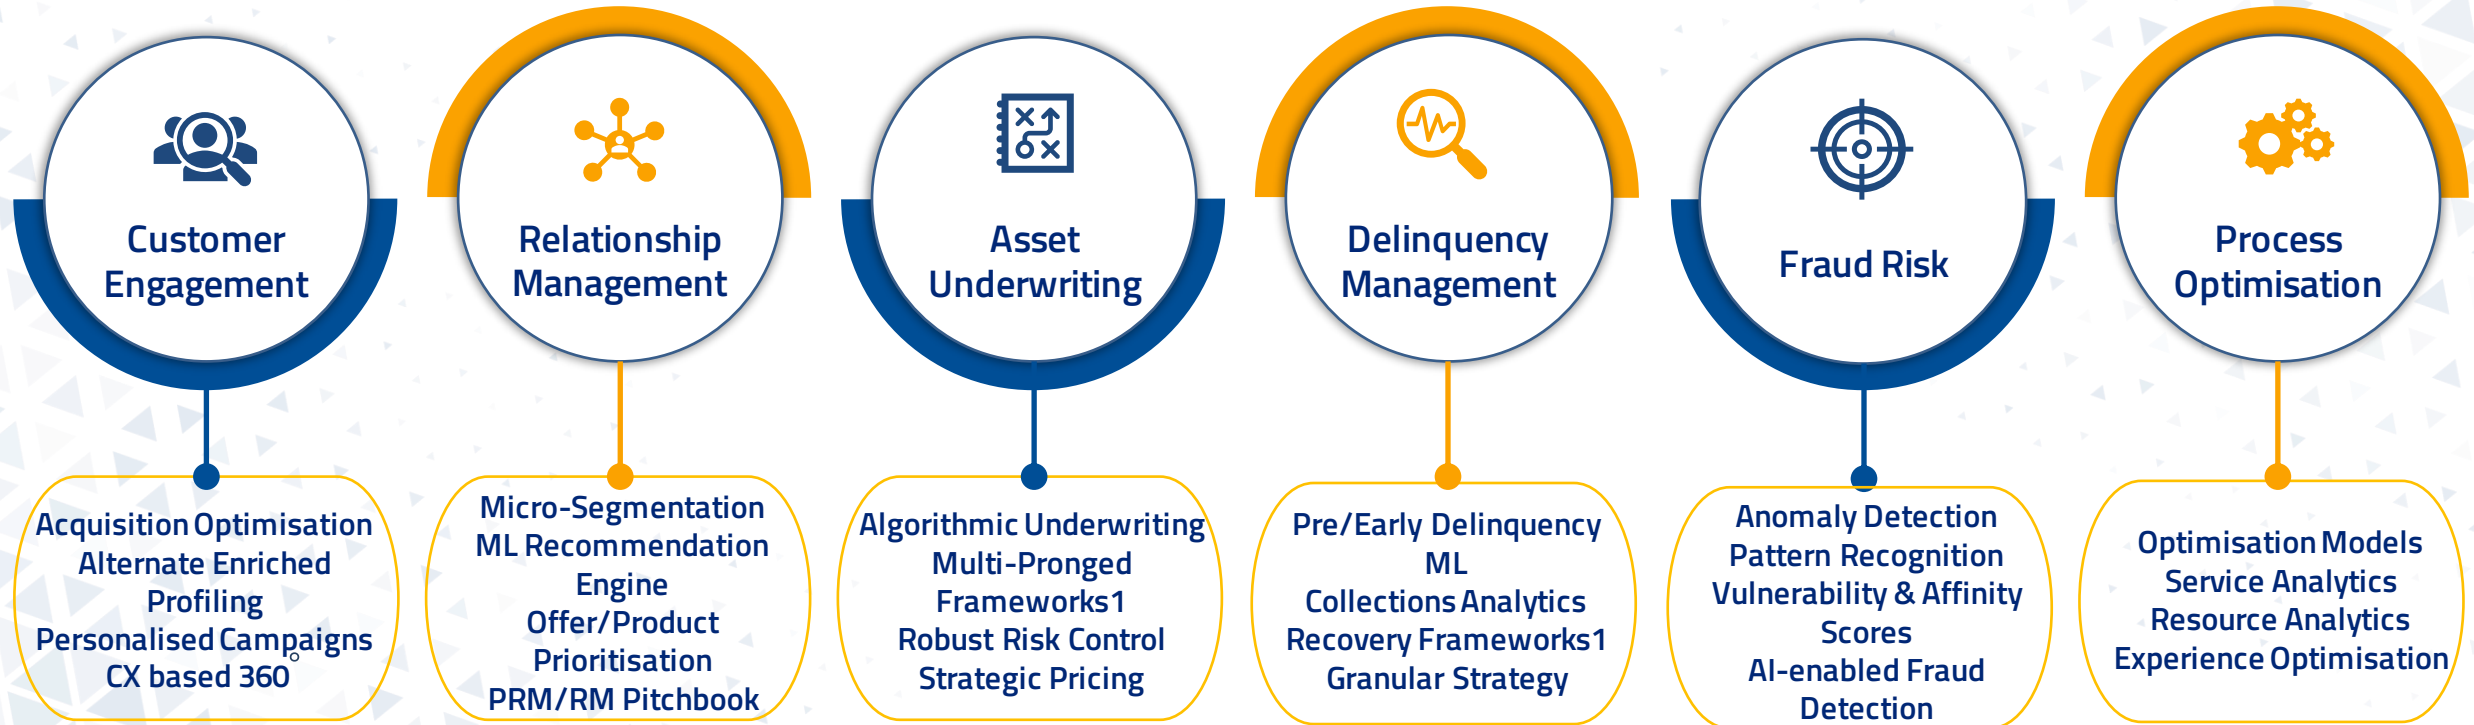 Customer
Engagement
Relationship
Management
Asset
Underwriting
Delinquency
Management
Fraud Risk
Process
Optimisation
Acquisition Optimisation
Alternate Enriched
Profiling
Personalised Campaigns
CX based 360°
Micro-Segmentation
ML Recommendation
Engine
Offer/Product
Prioritisation
PRM/RM Pitchbook
Algorithmic Underwriting
Multi-Pronged
Frameworks1
Robust Risk Control
Strategic Pricing
Pre/Early Delinquency
ML
Collections Analytics
Recovery Frameworks1
Granular Strategy
Anomaly Detection
Pattern Recognition
Vulnerability & Affinity
Scores
AI-enabled Fraud
Detection
Optimisation Models
Service Analytics
Resource Analytics
Experience Optimisation